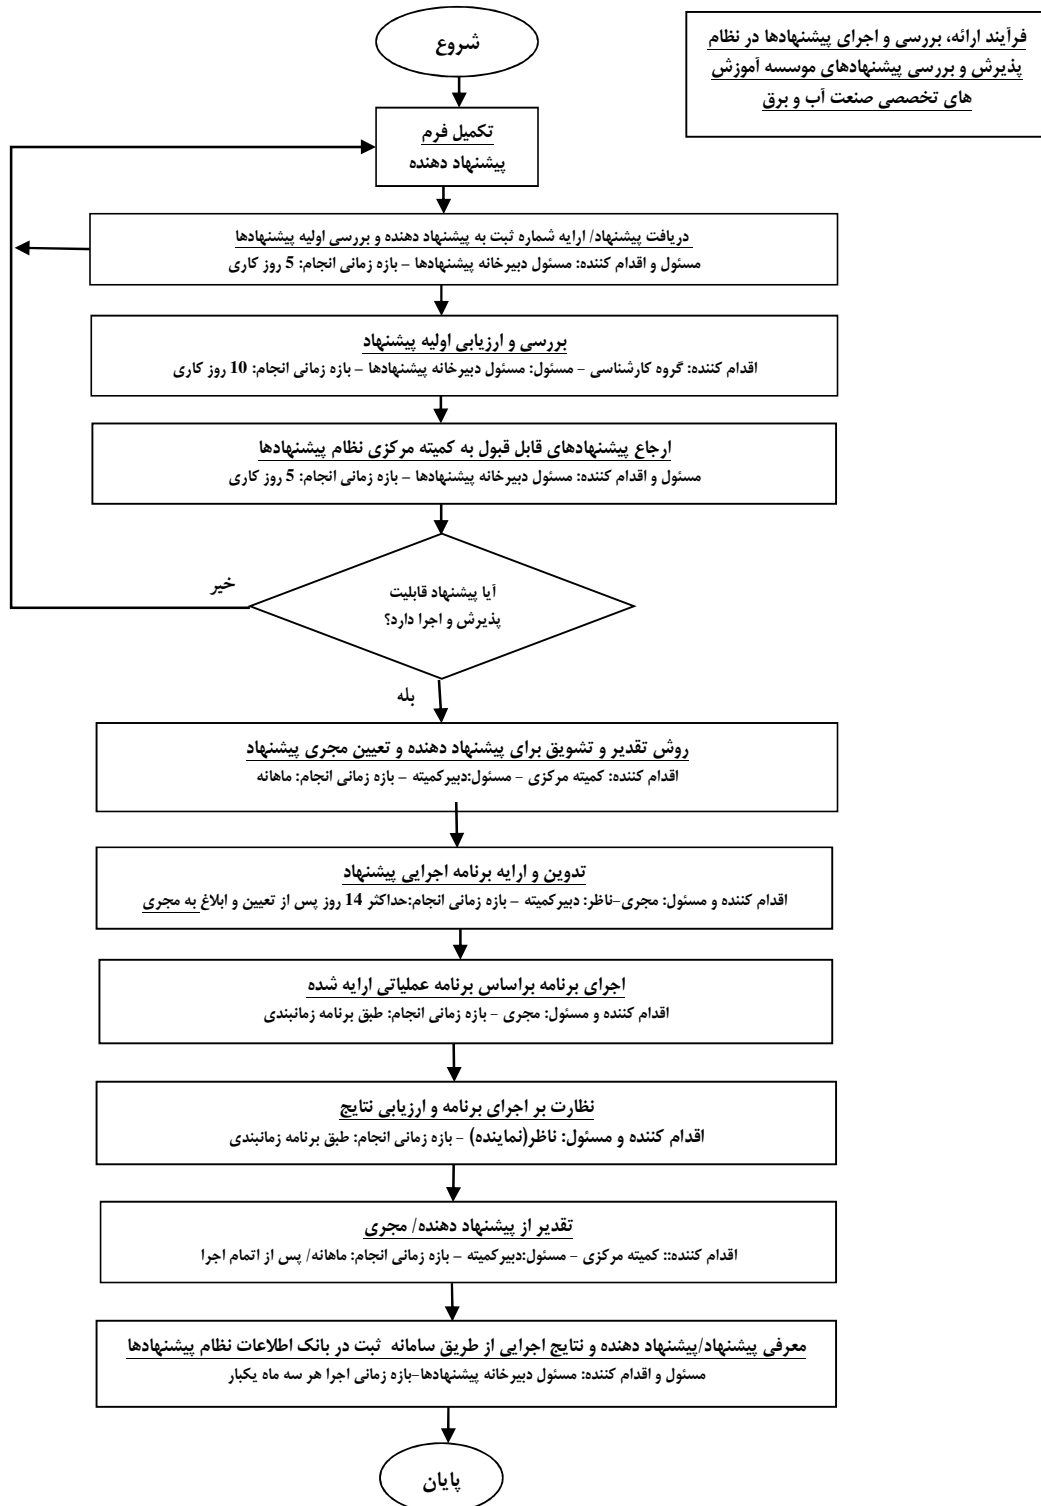 فرآیند ارائه، بررسی و اجرای پیشنهادها در نظام
پذیرش و بررسی پیشنهادهای موسسه آموزش
های تخصصی صنعت آب و برق
شروع
تکمیل فرم
پیشنهاد دهنده
دریافت پیشنهاد/ ارایه شماره ثبت به پیشنهاد دهنده و بررسی اولیه پیشنهادها
مسئول و اقدام کننده: مسئول دبیرخانه پیشنهادها – بازه زمانی انجام: 5 روز کاری
بررسی و ارزیابی اولیه پیشنهاد
اقدام کننده: گروه کارشناسی – مسئول: مسئول دبیرخانه پیشنهادها – بازه زمانی انجام: 10 روز کاری
ارجاع پیشنهادهای قابل قبول به کمیته مرکزی نظام پیشنهادها
مسئول و اقدام کننده: مسئول دبیرخانه پیشنهادها – بازه زمانی انجام: 5 روز کاری
آیا پیشنهاد قابلیت
پذیرش و اجرا دارد؟
خیر
بله
روش تقدیر و تشویق برای پیشنهاد دهنده و تعیین مجری پیشنهاد
اقدام کننده: کمیته مرکزی – مسئول:دبیرکمیته – بازه زمانی انجام: ماهانه
تدوین و ارایه برنامه اجرایی پیشنهاد
اقدام کننده و مسئول: مجری–ناظر: دبیرکمیته – بازه زمانی انجام:حداکثر 14 روز پس از تعیین و ابلاغ به مجری
اجرای برنامه براساس برنامه عملیاتی ارایه شده
اقدام کننده و مسئول: مجری – بازه زمانی انجام: طبق برنامه زمانبندی
نظارت بر اجرای برنامه و ارزیابی نتایج
اقدام کننده و مسئول: ناظر(نماینده) – بازه زمانی انجام: طبق برنامه زمانبندی
تقدیر از پیشنهاد دهنده/ مجری
اقدام کننده:: کمیته مرکزی – مسئول:دبیرکمیته – بازه زمانی انجام: ماهانه/ پس از اتمام اجرا
معرفی پیشنهاد/پیشنهاد دهنده و نتایج اجرایی از طریق سامانه ثبت در بانک اطلاعات نظام پیشنهادها
مسئول و اقدام کننده: مسئول دبیرخانه پیشنهادها–بازه زمانی اجرا هر سه ماه یکبار
پایان